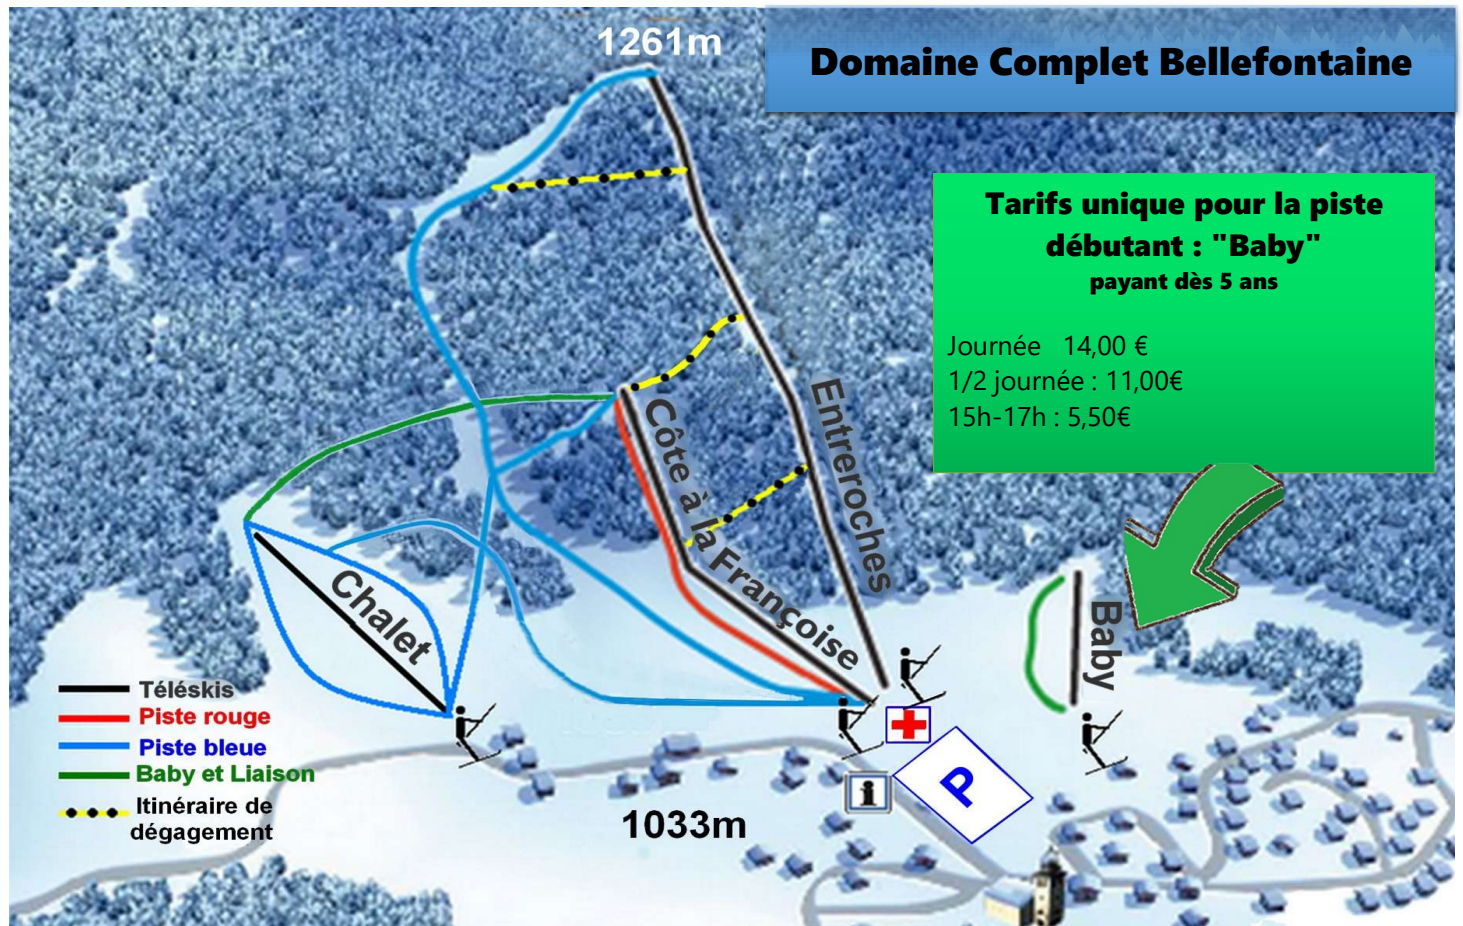 1261m
Domaine Complet Bellefontaine
Tarifs unique pour la piste
débutant : "Baby"
payant dès 5 ans
Journée 14,00 €
1/2 journée : 11,00€
15h-17h : 5,50€
Entreroches
Côte à la Françoise
Chalet
Baby
Téléskis
Piste rouge
Piste bleue
Baby et Liaison
Itinéraire de
dégagement
1033m
i
P